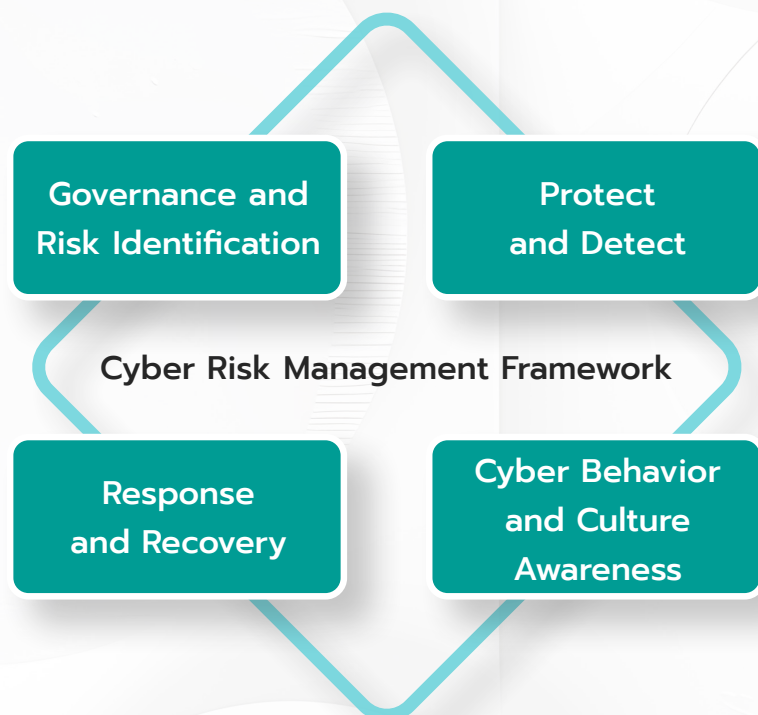 Governance and
Risk Identification
Protect
and Detect
Cyber Risk Management Framework
Response
and Recovery
Cyber Behavior
and Culture
Awareness